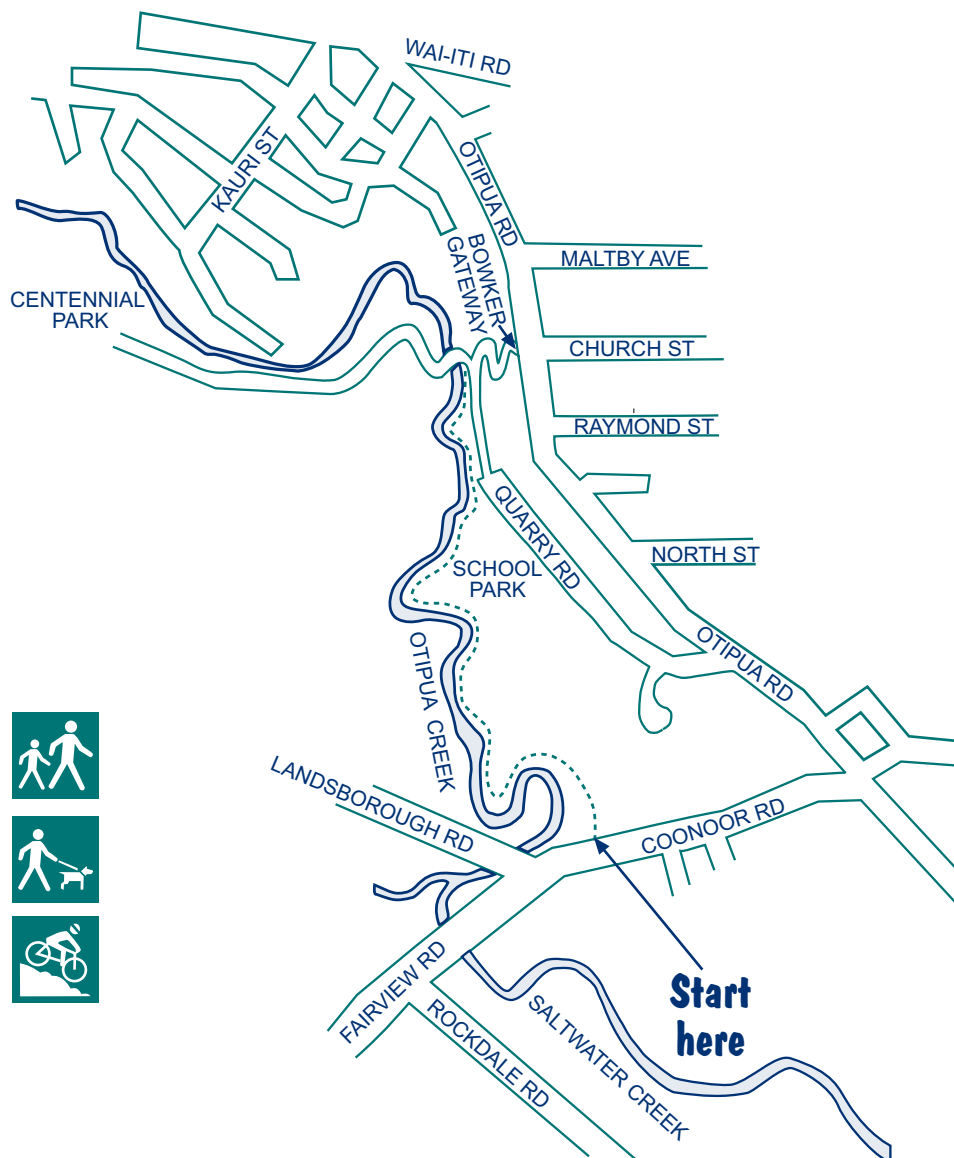 WAI-ITI RD
OTIPUA RD
KAURI ST
BOWKER
GATEWAY
MALTBY AVE
CENTENNIAL
PARK
CHURCH ST
RAYMOND ST
QUARRY RD
NORTH ST
SCHOOL
PARK
OTIPUA CREEK
OTIPUA RD
LANDSBOROUGH RD
COONOOR RD
FAIRVIEW RD
ROCKDALE RD
SALTWATER CREEK
Start
here